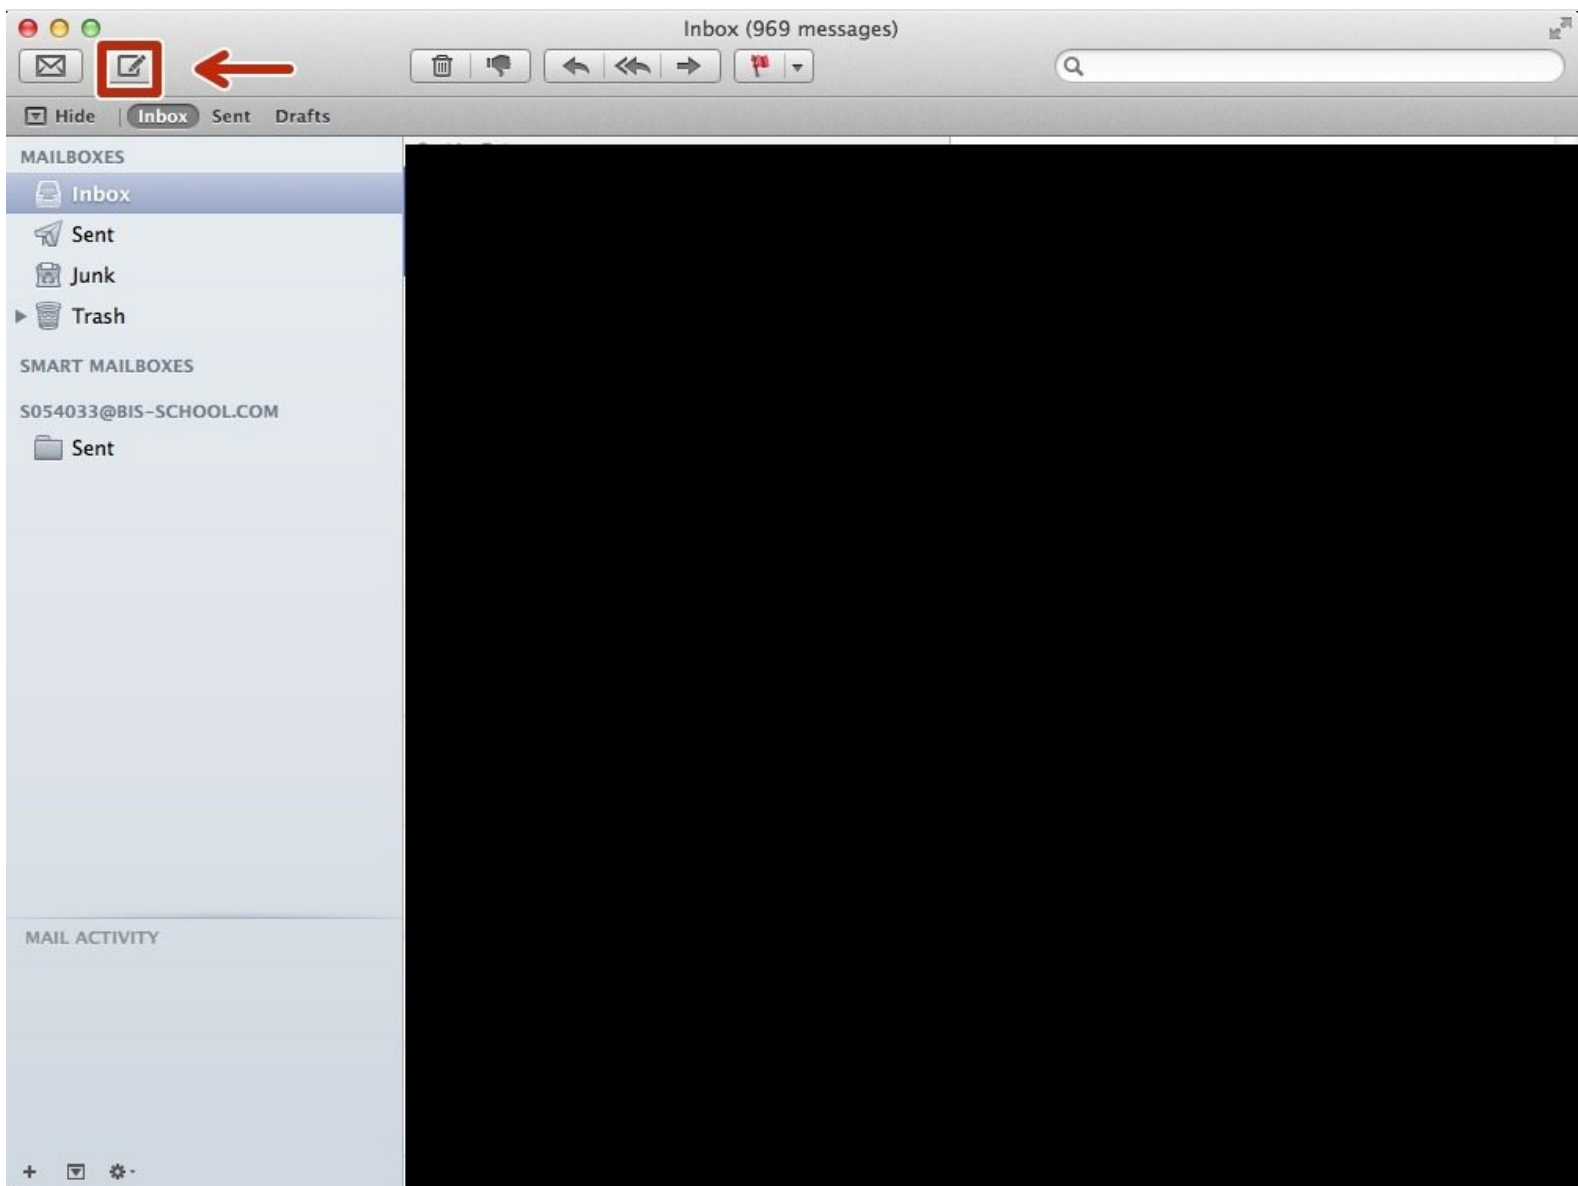 Inbox (969 messages)
Hide Inbox Sent Drafts
MAILBOXES
Inbox
Sent
Junk
Trash
SMART MAILBOXES
S054033@BIS-SCHOOL.COM
Sent
MAIL ACTIVITY